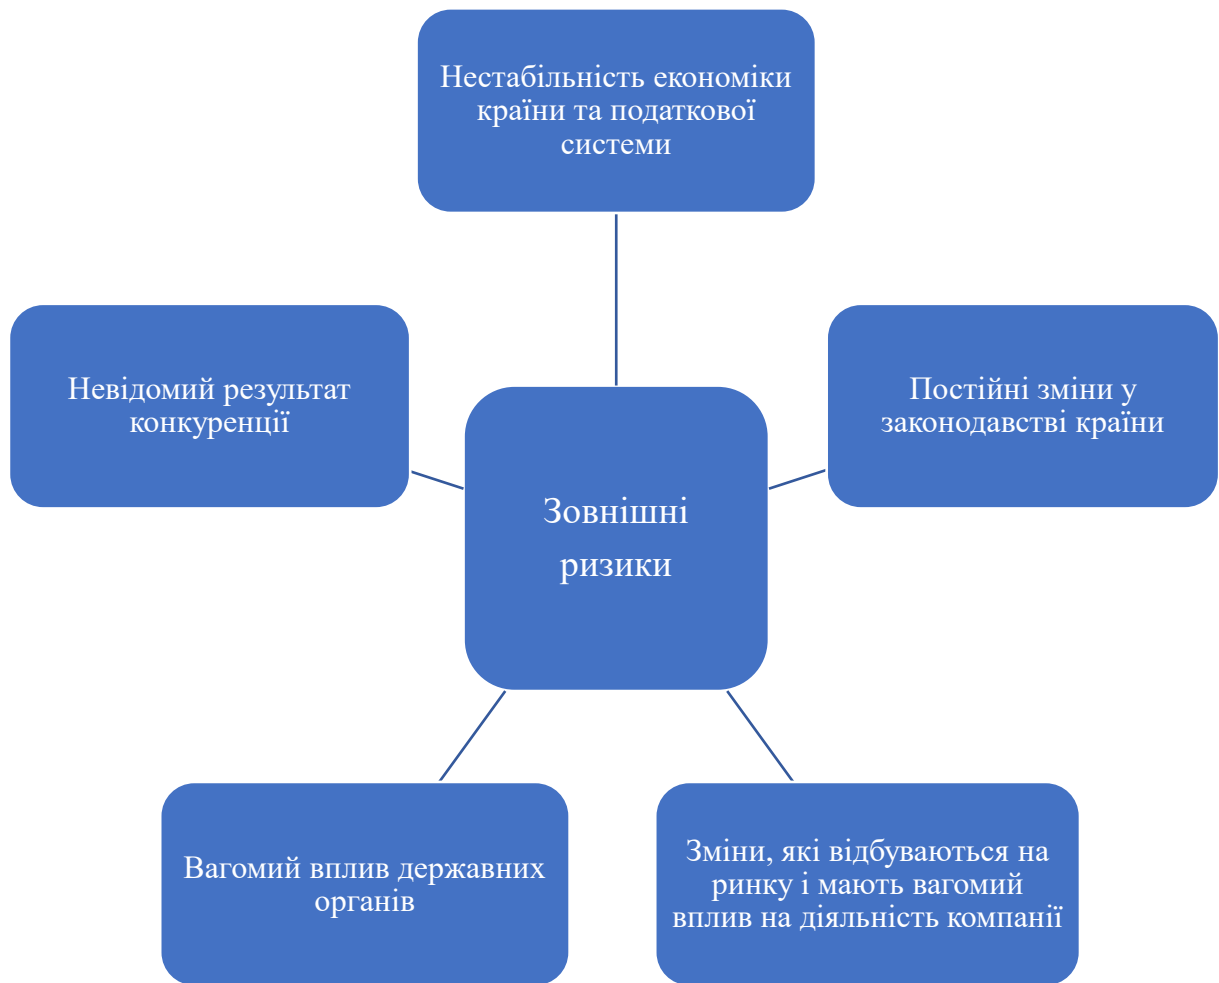 Нестабільність економіки
країни та податкової
системи
Невідомий результат
конкуренції
Постійні зміни у
законодавстві країни
Зовнішні
ризики
Вагомий вплив державних
органів
Зміни, які відбуваються на
ринку і мають вагомий
вплив на діяльність компанії